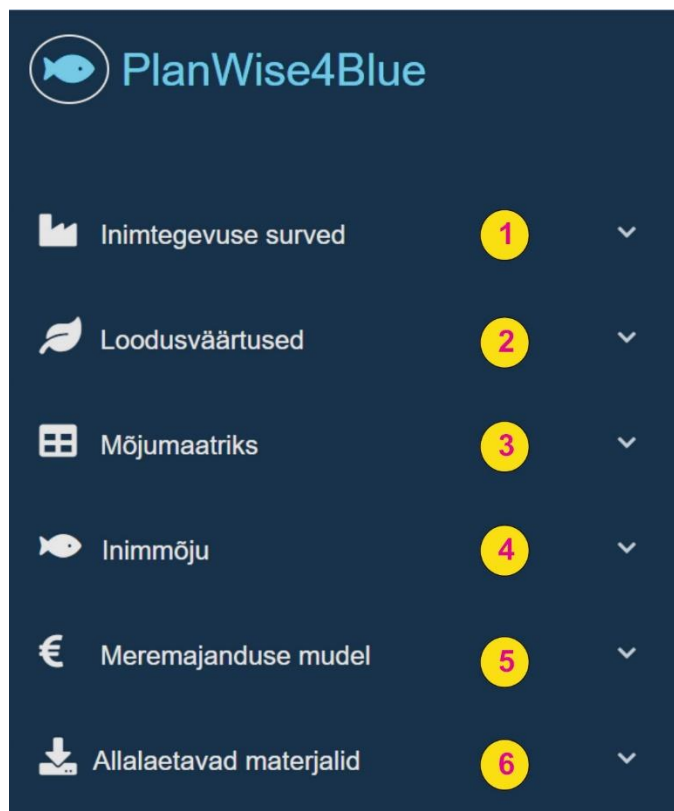 PlanWise4Blue
Inimtegevuse surved 1
Loodusväärtused 2
Mõjumaatriks 3
Inimmõju 4
€ Meremajanduse mudel 5
Allalaetavad materjalid 6